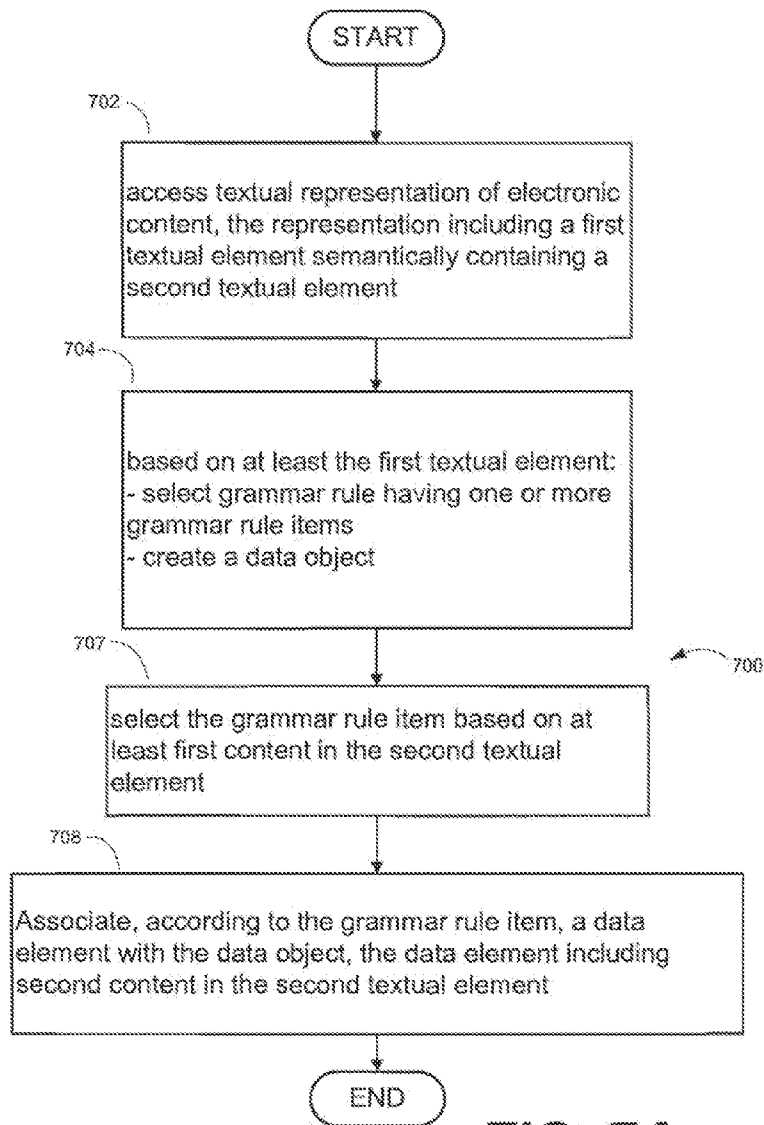 START
702
access textual representation of electronic
content, the representation including a first
textual element semantically containing a
second textual element
704
based on at least the first textual element:
- select grammar rule having one or more
grammar rule items
- create a data object
707
700
select the grammar rule item based on at
least first content in the second textual
element
708
Associate, according to the grammar rule item, a data
element with the data object, the data element including
second content in the second textual element
END